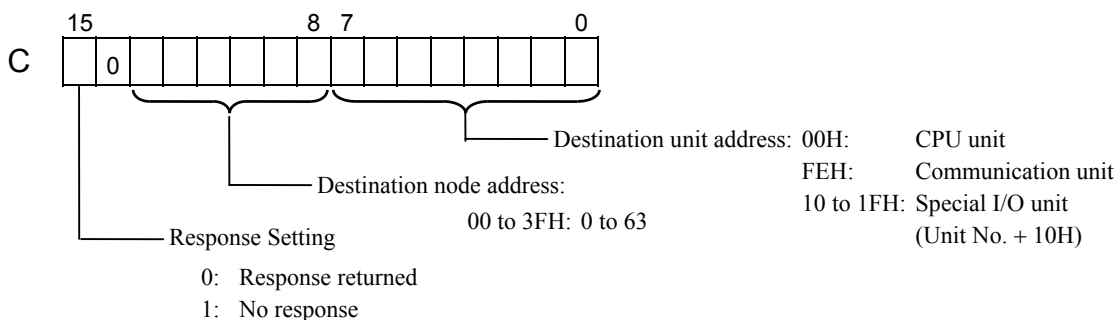 15 8 7 0
C 0
Destination unit address: 00H: CPU unit
FEH: Communication unit
Destination node address:
10 to 1FH: Special I/O unit
00 to 3FH: 0 to 63
(Unit No. + 10H)
Response Setting
0: Response returned
1: No response